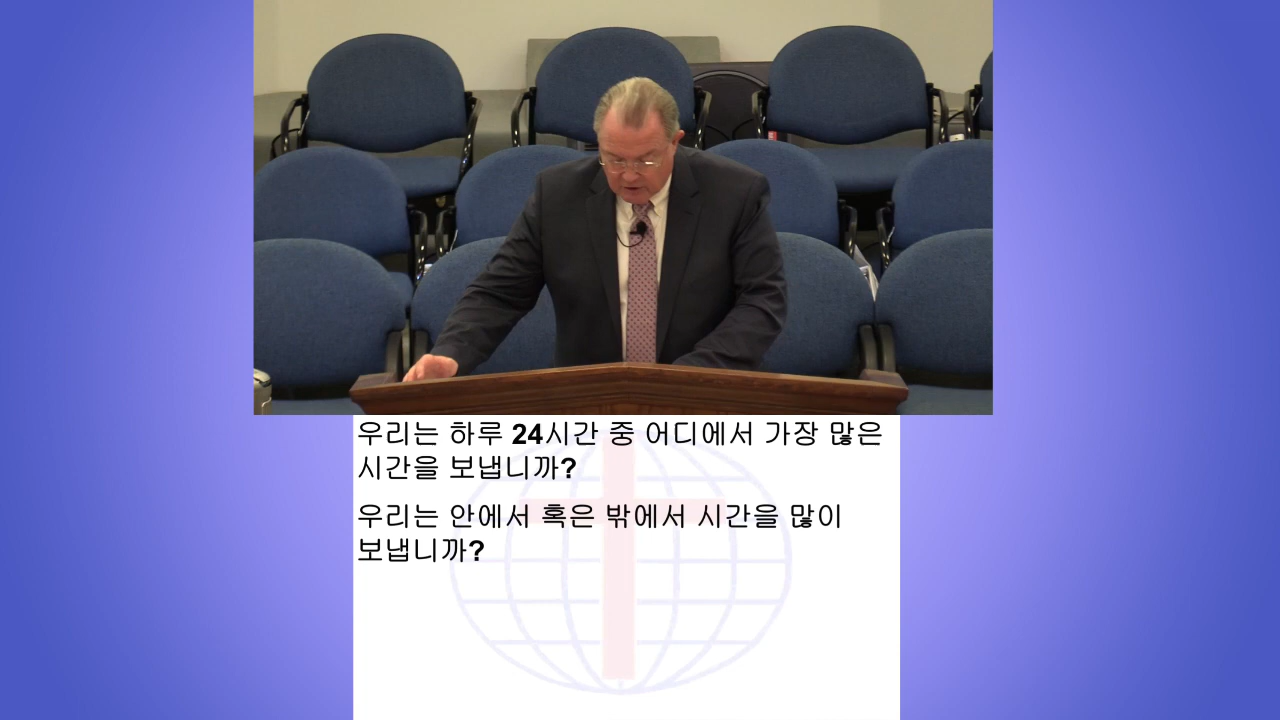 우리는 하루 24시간 중 어디에서 가장 많은
시간을 보냅니까?
우리는 안에서 혹은 밖에서 시간을 많이
보냅니까?